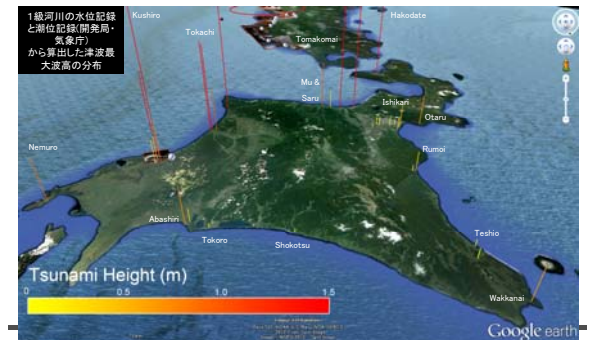 1級河川の水位記録
と潮位記録(開発局・
気象庁)
から算出した津波最
大波高の分布
Kushiro
Hakodate
Tokachi
Tomakomai
Mu &
Saru
Ishikari
Otaru
Nemuro
Rumoi
Abashiri
Tokoro
Shokotsu
Teshio
Wakkanai
Tsunami Height (m)
0 0.5 1.0 1.5
Google earth